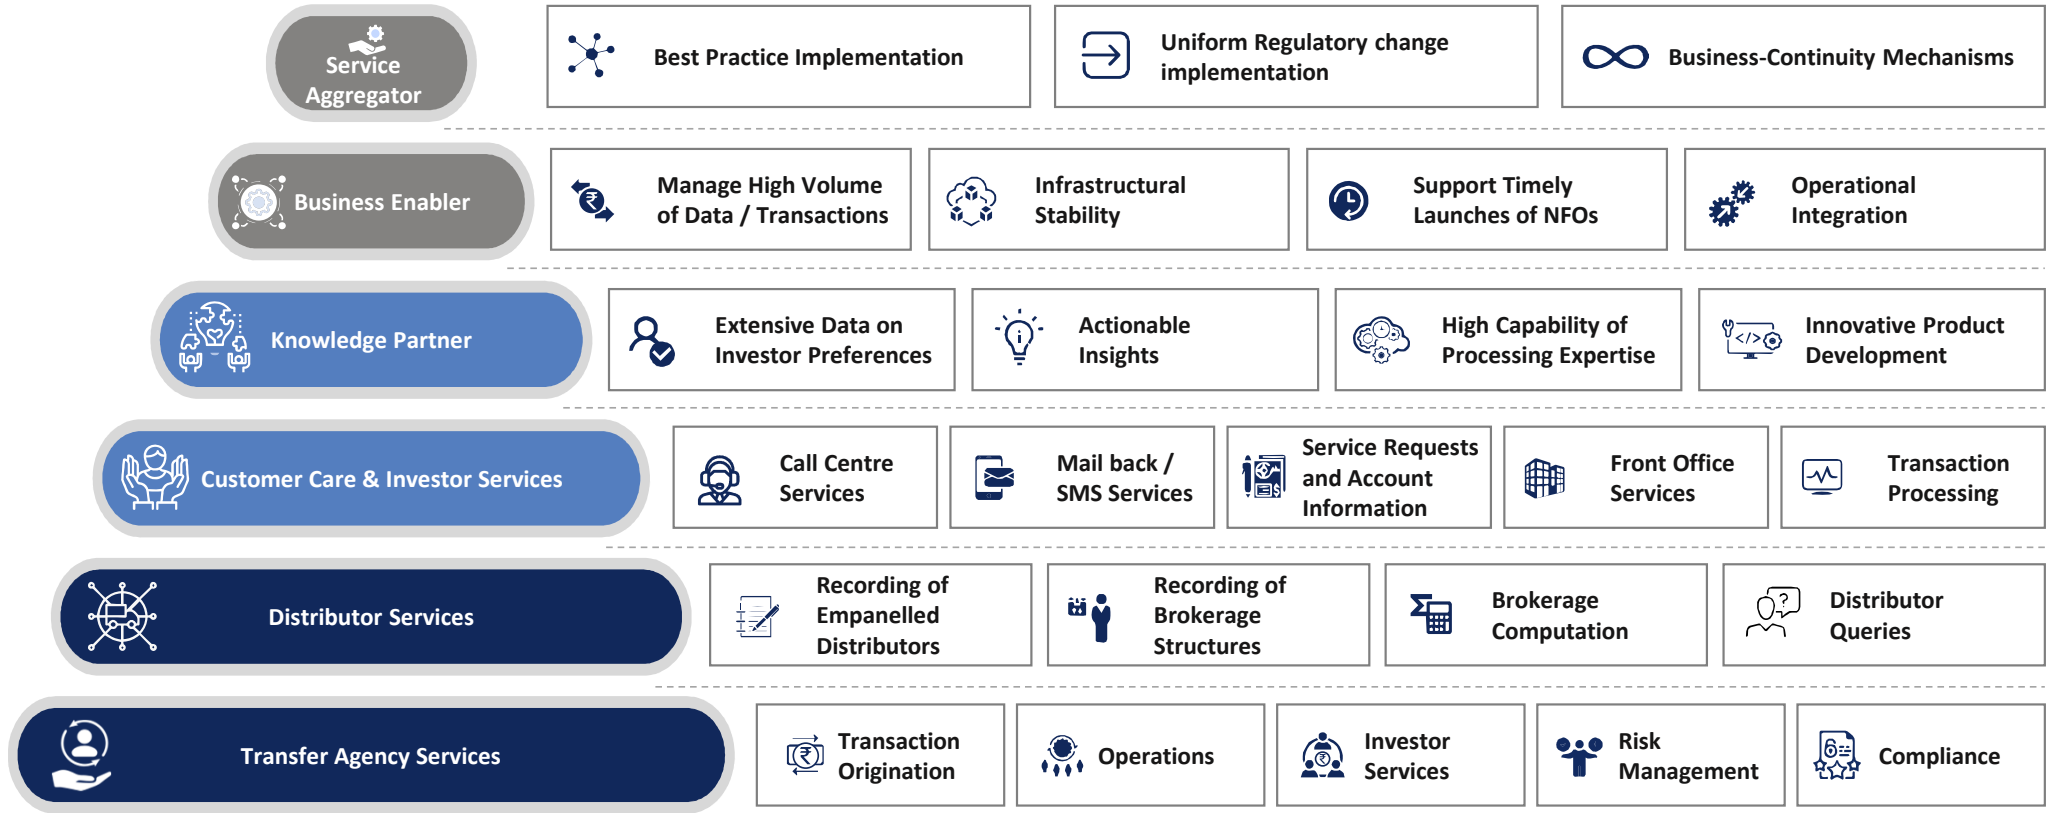 Service
Aggregator
Best Practice Implementation
Uniform Regulatory change
implementation
Business-Continuity Mechanisms
Business Enabler
Manage High Volume
of Data / Transactions
Infrastructural
Stability
Support Timely
Launches of NFOs
Operational
Integration
Knowledge Partner
Extensive Data on
Investor Preferences
Actionable
Insights
High Capability of
Processing Expertise
Innovative Product
Development
Customer Care & Investor Services
Call Centre
Services
Mail back /
SMS Services
Service Requests
and Account
Information
Front Office
Services
Transaction
Processing
Distributor Services
Recording of
Empanelled
Distributors
Recording of
Brokerage
Structures
Brokerage
Computation
Distributor
Queries
Transfer Agency Services
Transaction
Origination
Operations
Investor
Services
Risk
Management
Compliance